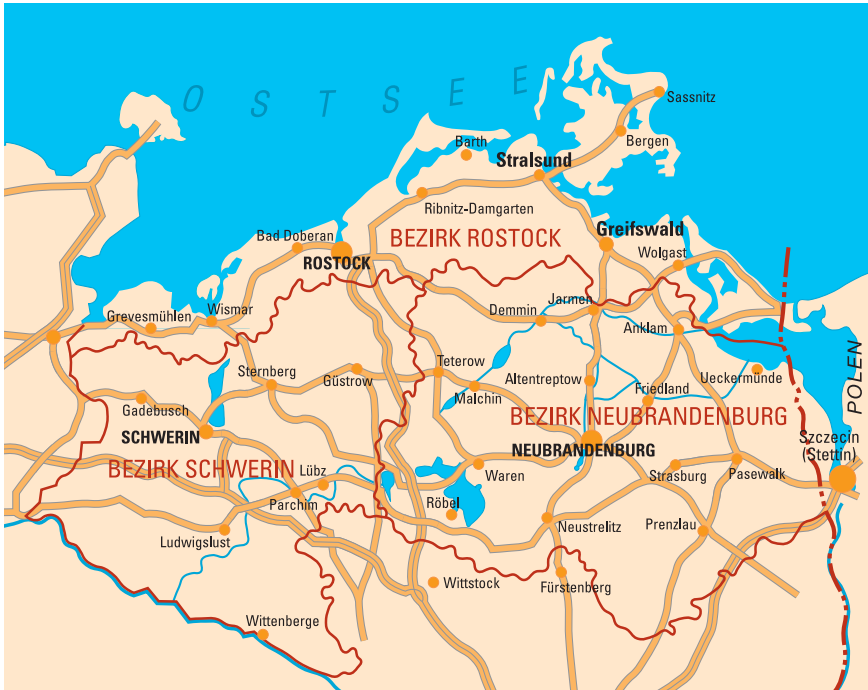 OSTSEE
Sassnitz
Barth
Bergen
Stralsund
Ribnitz-Damgarten
Greifswald
Bad Doberan
BEZIRK ROSTOCK
Wolgast
ROSTOCK
Grevesmühlen
Wismar
Demmin
Jarmen
Anklam
Sternberg
Güstrow
Teterow
Malchin
Altentreptow
Friedland
Ueckermünde
POLEN
Gadebusch
BEZIRK NEUBRANDENBURG
SCHWERIN
NEUBRANDENBURG
Szczecin
(Stettin)
BEZIRK SCHWERIN
Lübz
Waren
Strasburg
Pasewalk
Parchim
Röbel
Ludwigslust
Neustrelitz
Prenzlau
Wittstock
Fürstenberg
Wittenberge